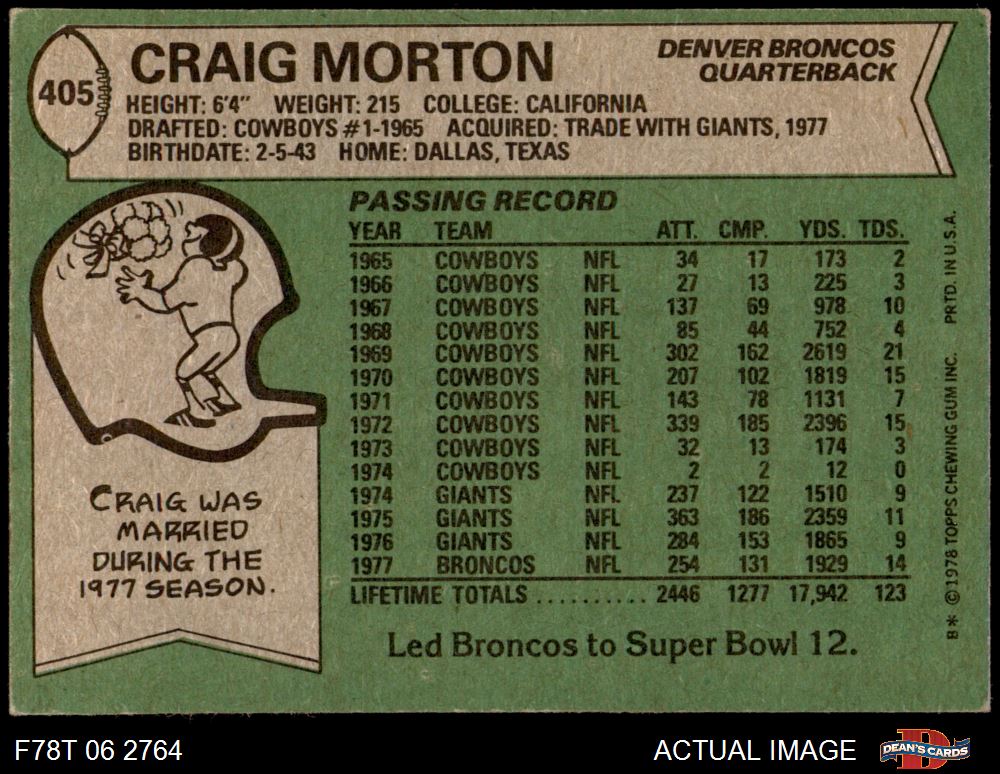 405
CRAIG MORTON
DENVER BRONCOS
QUARTERBACK
HEIGHT: 6'4" WEIGHT: 215 COLLEGE: CALIFORNIA
DRAFTED: COWBOYS #1-1965 ACQUIRED: TRADE WITH GIANTS, 1977
BIRTHDATE: 2-5-43 HOME: DALLAS, TEXAS
CRAIG WAS
MARRIED
DURING THE
1977 SEASON.
PASSING RECORD
YEAR TEAM ATT. CMP. YDS. TDS.
1965 COWBOYS NFL 34 17 173 2
1966 COWBOYS NFL 27 13 225 3
1967 COWBOYS NFL 137 69 978 10
1968 COWBOYS NFL 85 44 752 4
1969 COWBOYS NFL 302 162 2619 21
1970 COWBOYS NFL 207 102 1819 15
1971 COWBOYS NFL 143 78 1131 7
1972 COWBOYS NFL 339 185 2396 15
1973 COWBOYS NFL 32 13 174 3
1974 COWBOYS NFL 2 2 12 0
1974 GIANTS NFL 237 122 1510 9
1975 GIANTS NFL 363 186 2359 11
1976 GIANTS NFL 284 153 1865 9
1977 BRONCOS NFL 254 131 1929 14
LIFETIME TOTALS .......... 2446 1277 17,942 123
Led Broncos to Super Bowl 12.
B* ©1978 TOPPS CHEWING GUM INC. PRTD. IN U.S.A.
F78T 06 2764
ACTUAL IMAGE
DEAN'S CARDS